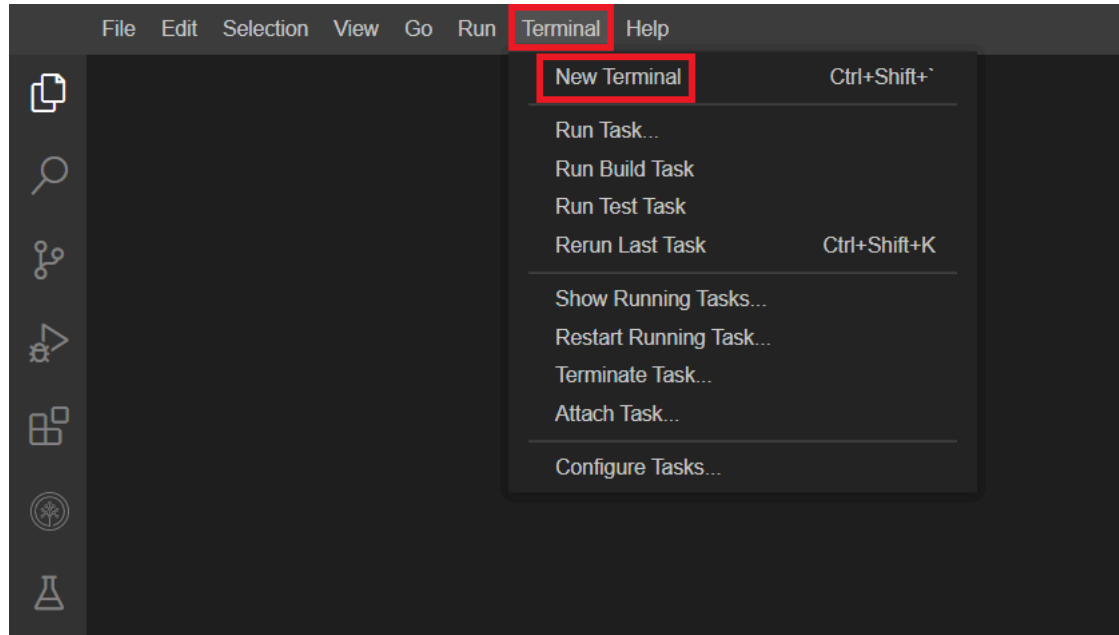 File Edit Selection View Go Run Terminal Help
New Terminal Ctrl+Shift+`
Run Task...
Run Build Task
Run Test Task
Rerun Last Task Ctrl+Shift+K
Show Running Tasks...
Restart Running Task...
Terminate Task...
Attach Task...
Configure Tasks...